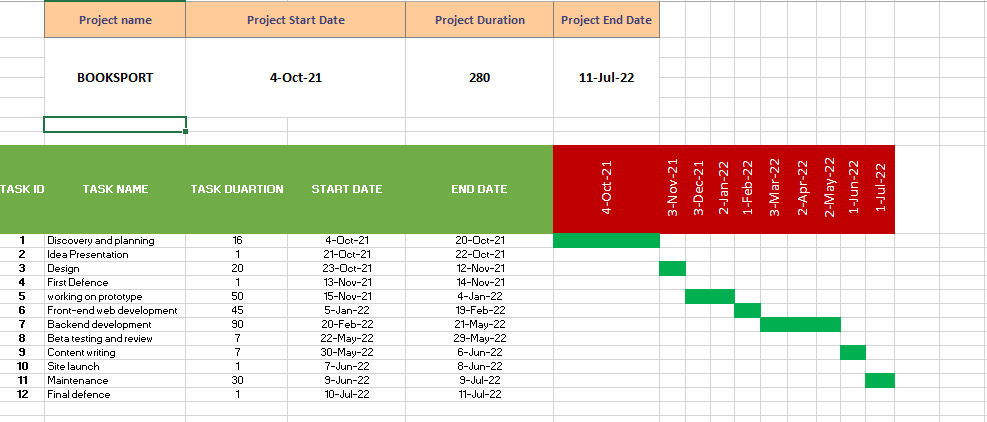 Project name Project Start Date Project Duration Project End Date
BOOKSPORT 4-Oct-21 280 11-Jul-22
TASK ID TASK NAME TASK DUARTION START DATE END DATE 4-Oct-21 3-Nov-21 3-Dec-21 2-Jan-22 1-Feb-22 3-Mar-22 2-Apr-22 2-May-22 1-Jun-22 1-Jul-22
1 Discovery and planning 16 4-Oct-21 20-Oct-21
2 Idea Presentation 1 21-Oct-21 22-Oct-21
3 Design 20 23-Oct-21 12-Nov-21
4 First Defence 1 13-Nov-21 14-Nov-21
5 working on prototype 50 15-Nov-21 4-Jan-22
6 Front-end web development 45 5-Jan-22 19-Feb-22
7 Backend development 90 20-Feb-22 21-May-22
8 Beta testing and review 7 22-May-22 29-May-22
9 Content writing 7 30-May-22 6-Jun-22
10 Site launch 1 7-Jun-22 8-Jun-22
11 Maintenance 30 9-Jun-22 9-Jul-22
12 Final defence 1 10-Jul-22 11-Jul-22